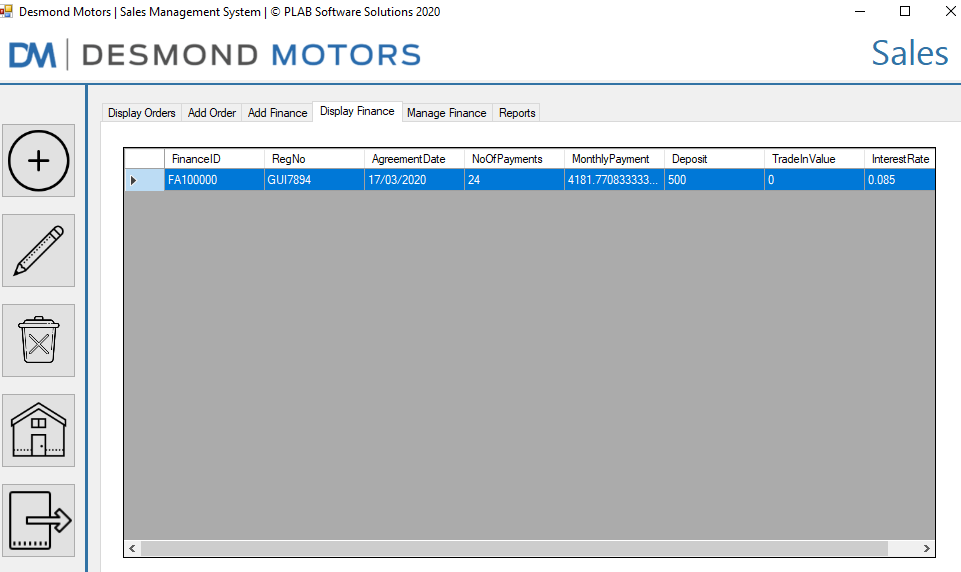 Desmond Motors | Sales Management System | © PLAB Software Solutions 2020
DM | DESMOND MOTORS
Sales
Display Orders Add Order Add Finance Display Finance Manage Finance Reports
FinanceID RegNo AgreementDate NoOfPayments MonthlyPayment Deposit TradeInValue InterestRate
FA100000 GUI7894 17/03/2020 24 4181.770833333... 500 0 0.085